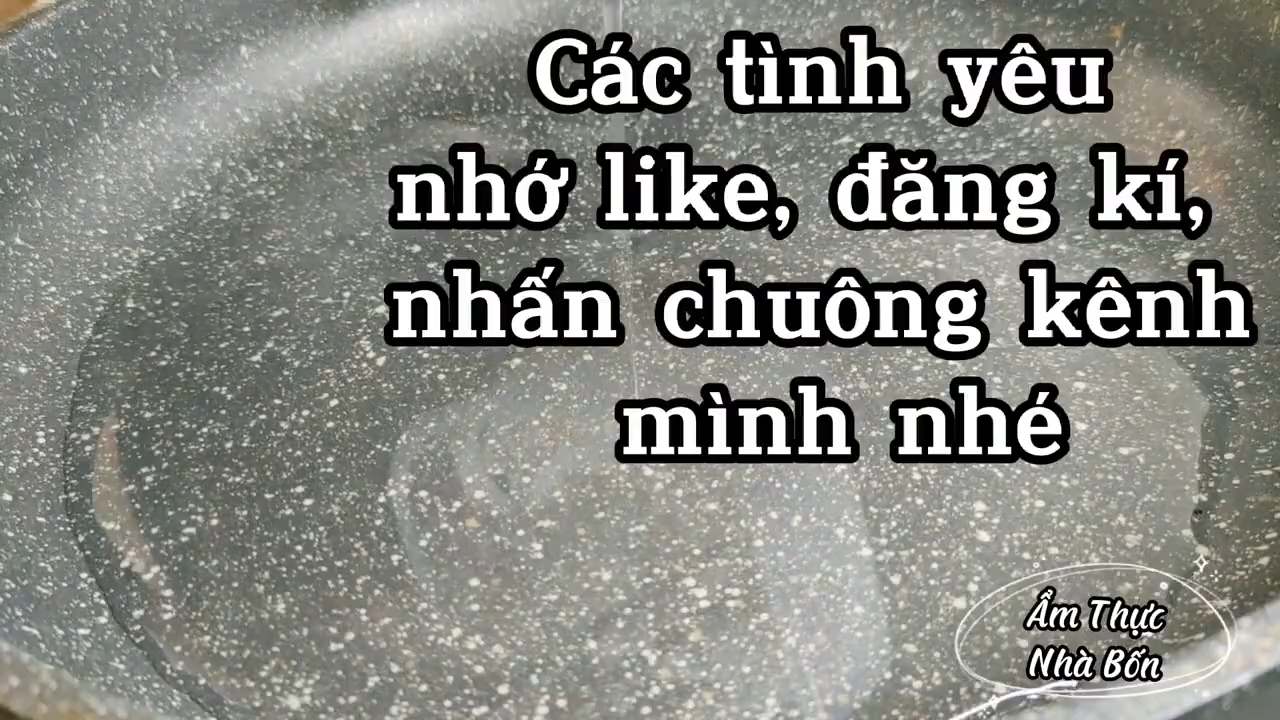 Các tình yêu
nhớ like, đăng kí,
nhấn chuông kênh
mình nhé
Ẩm Thực
Nhà Bốn